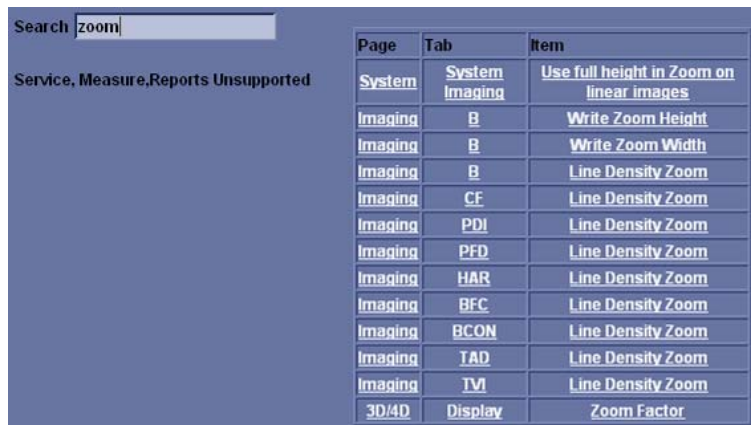 Search zoom
Service, Measure,Reports Unsupported
Page Tab Item
System System Imaging Use full height in Zoom on linear images
Imaging B Write Zoom Height
Imaging B Write Zoom Width
Imaging B Line Density Zoom
Imaging CF Line Density Zoom
Imaging PDI Line Density Zoom
Imaging PFD Line Density Zoom
Imaging HAR Line Density Zoom
Imaging BFC Line Density Zoom
Imaging BCON Line Density Zoom
Imaging TAD Line Density Zoom
Imaging TVI Line Density Zoom
3D/4D Display Zoom Factor